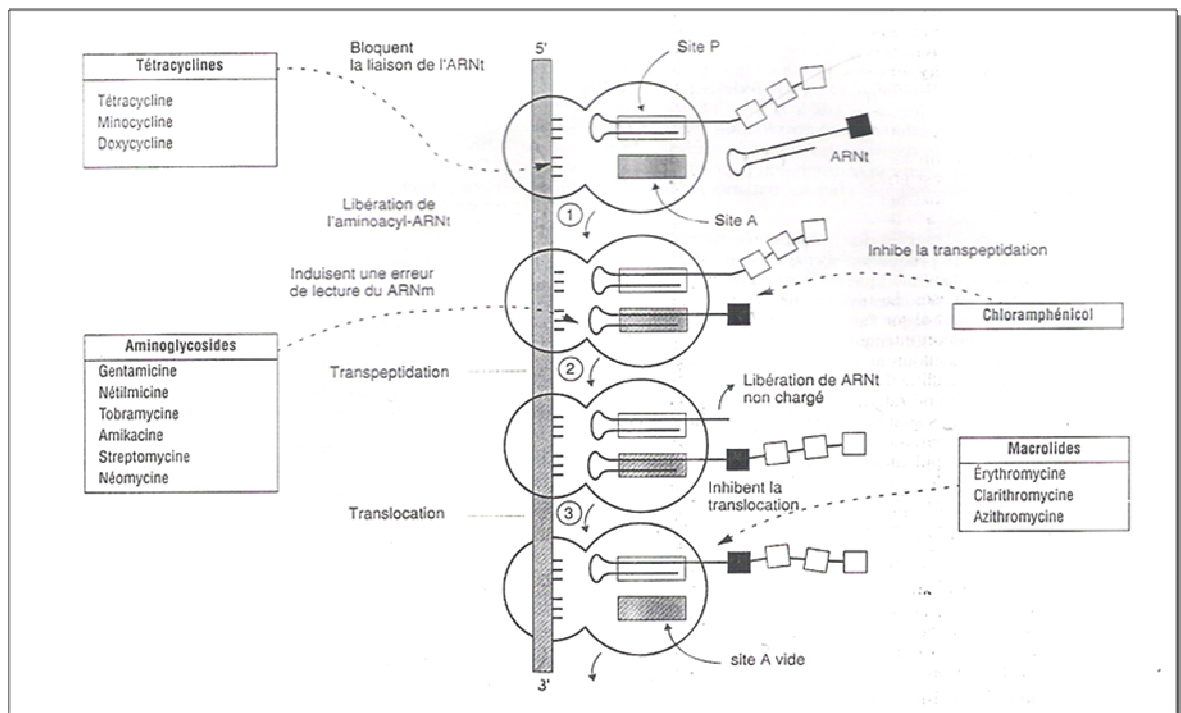 Tétracyclines
Tétracycline
Minocycline
Doxycycline
Bloquent
la liaison de l'ARNt
5'
Site P
ARNt
Site A
Libération de
l'aminoacyl-ARNt
1
Induisent une erreur
de lecture du ARNm
Inhibe la transpeptidation
Chloramphénicol
Aminoglycosides
Gentamicine
Nétilmicine
Tobramycine
Amikacine
Streptomycine
Néomycine
Transpeptidation
2
Libération de ARNt
non chargé
Macrolides
Érythromycine
Clarithromycine
Azithromycine
Inhibent la
translocation
Translocation
3
site A vide
3'